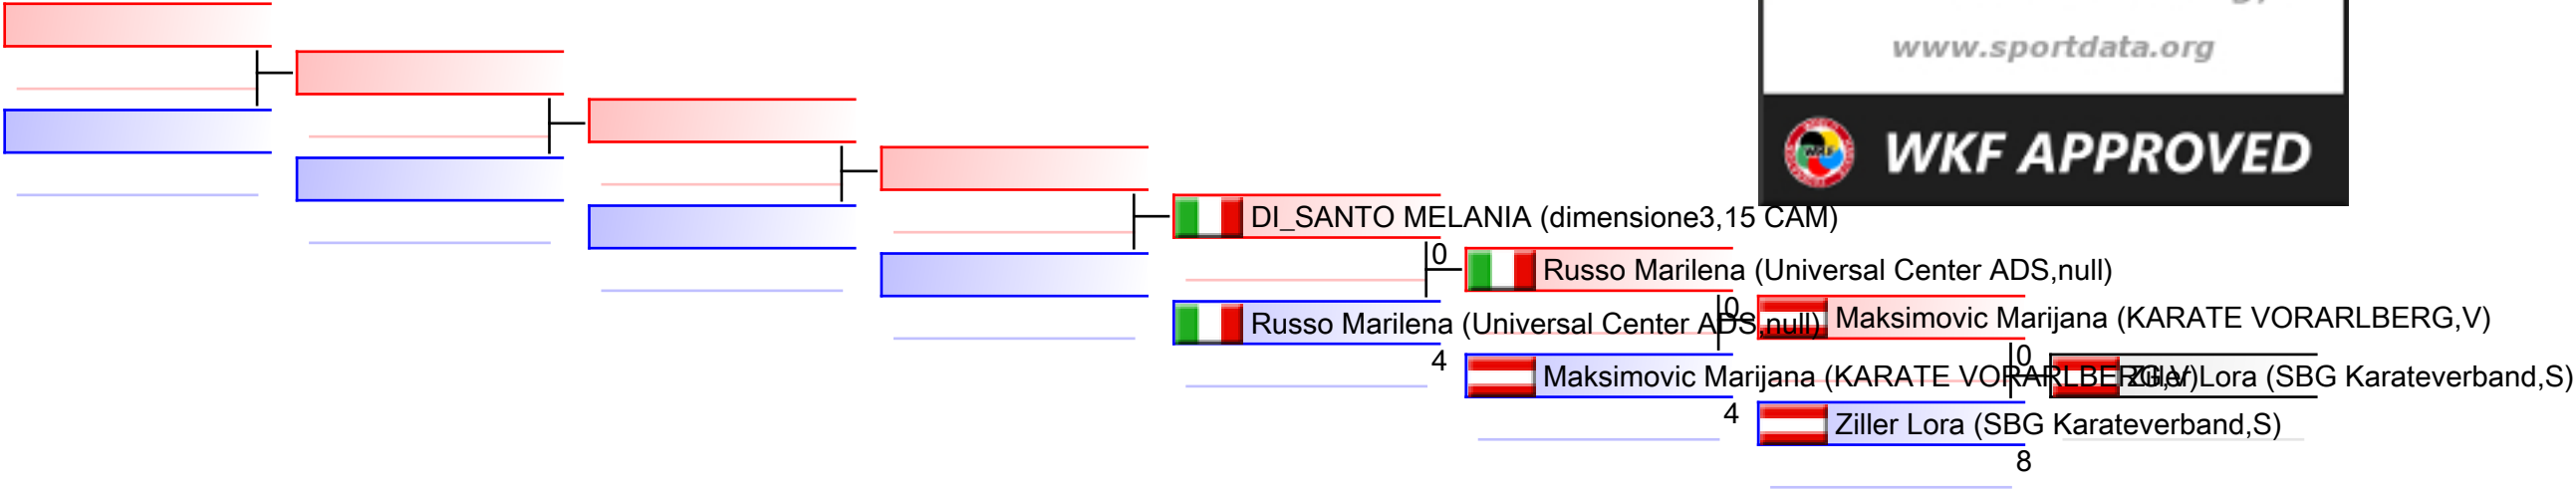 www.sportdata.org
WKF APPROVED
DI_SANTO MELANIA (dimensione3,15 CAM)
0
Russo Marilena (Universal Center ADS,null)
0
Maksimovic Marijana (KARATE VORARLBERG,V)
Russo Marilena (Universal Center ADS,null)
0
4
Maksimovic Marijana (KARATE VORARLBERG,V)
Ziller Lora (SBG Karateverband,S)
4
Ziller Lora (SBG Karateverband,S)
8